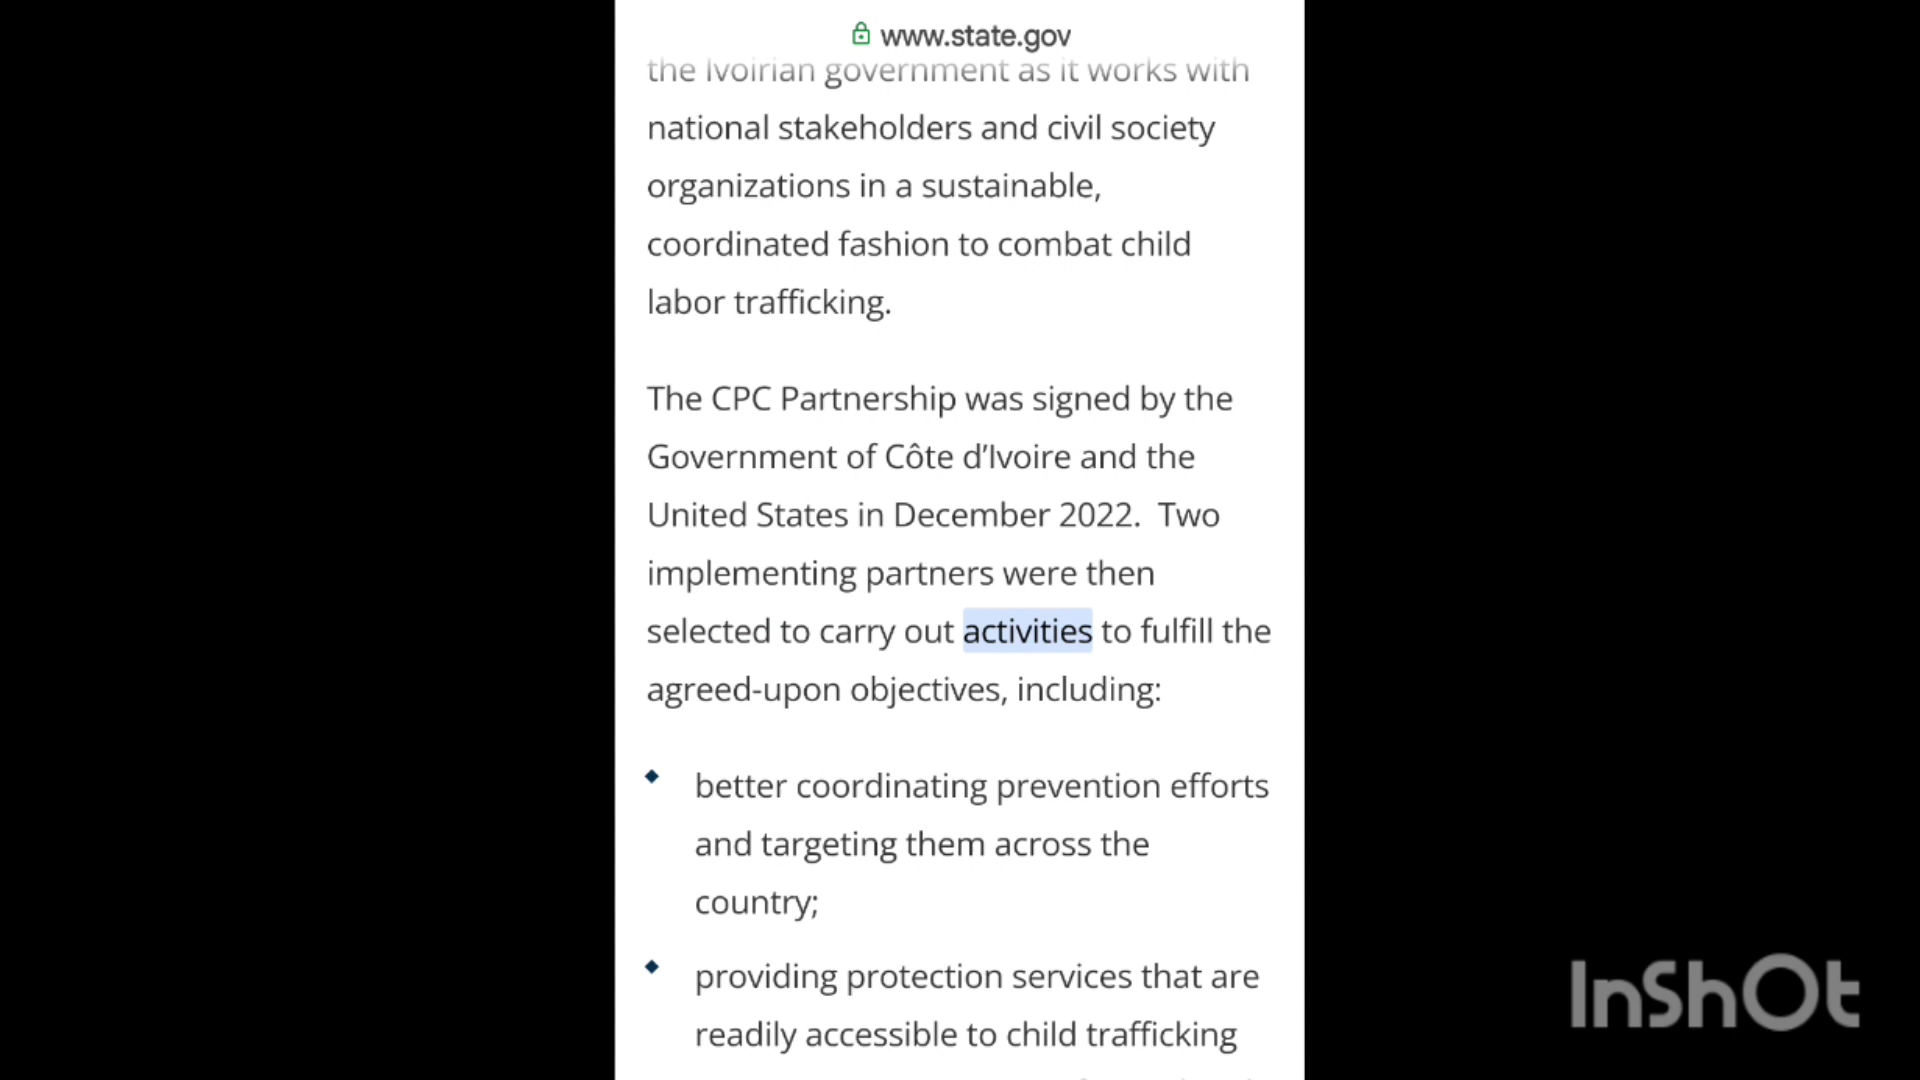 www.state.gov
the Ivoirian government as it works with
national stakeholders and civil society
organizations in a sustainable,
coordinated fashion to combat child
labor trafficking.
The CPC Partnership was signed by the
Government of Côte d’Ivoire and the
United States in December 2022.  Two
implementing partners were then
selected to carry out activities to fulfill the
agreed-upon objectives, including:
better coordinating prevention efforts
and targeting them across the
country;
providing protection services that are
readily accessible to child trafficking
InShOt